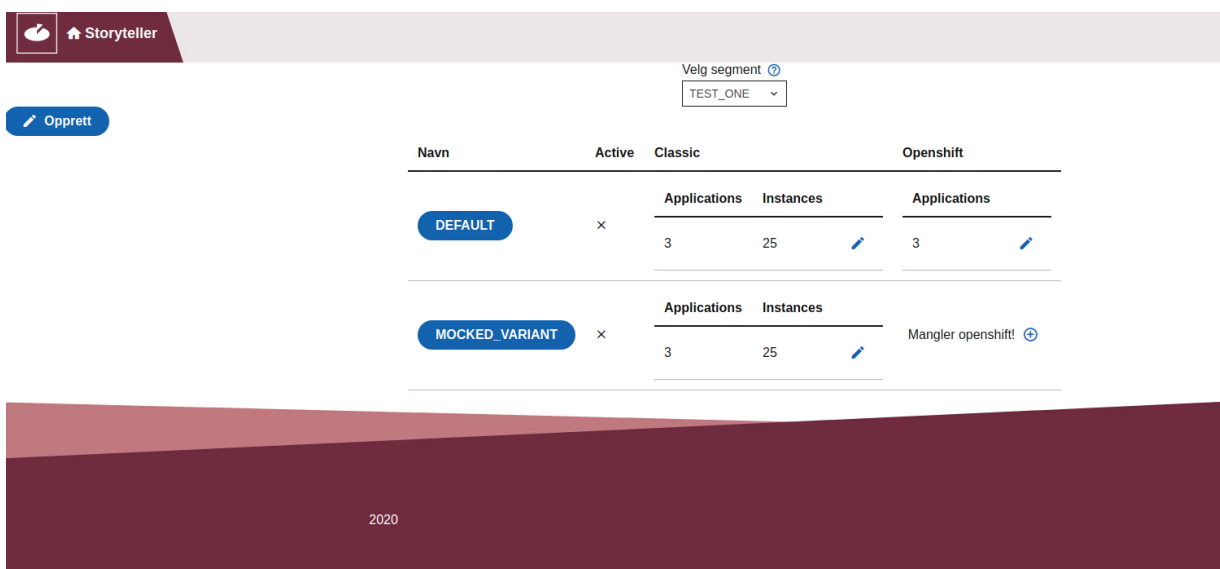 Storyteller
Velg segment
TEST_ONE
Opprett
Navn Active Classic Openshift
Applications Instances Applications
DEFAULT × 3 25 3
Applications Instances
MOCKED_VARIANT × 3 25 Mangler openshift!
2020